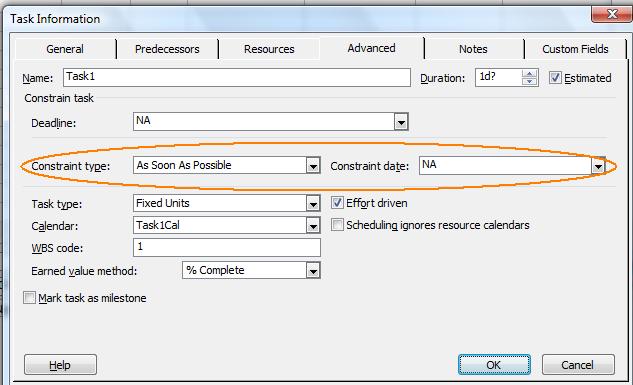 Task Information
General Predecessors Resources Advanced Notes Custom Fields
Name: Task1 Duration: 1d? Estimated
Constrain task
Deadline: NA
Constraint type: As Soon As Possible Constraint date: NA
Task type: Fixed Units Effort driven
Calendar: Task1Cal Scheduling ignores resource calendars
WBS code: 1
Earned value method: % Complete
Mark task as milestone
Help OK Cancel